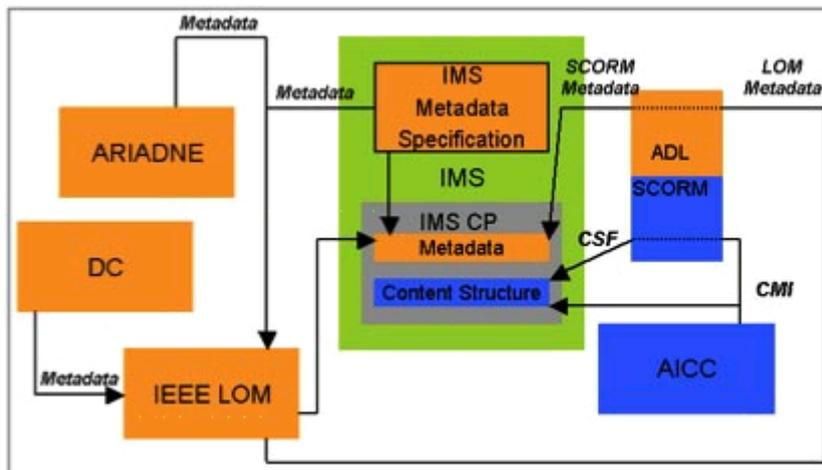 Metadata
ARIADNE
DC
Metadata
IEEE LOM
Metadata
IMS
Metadata
Specification
IMS
IMS CP
Metadata
Content Structure
SCORM
Metadata
LOM
Metadata
ADL
SCORM
CSF
CMI
AICC